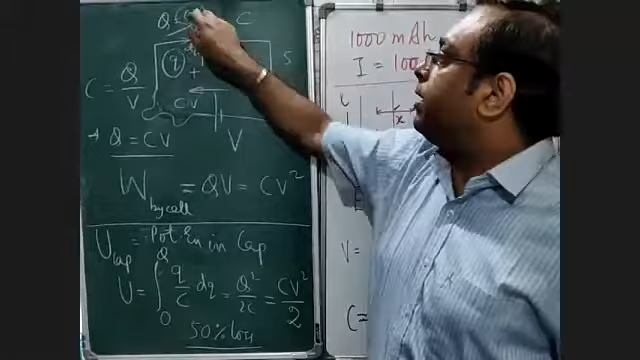 Q C
q
+
S
C = Q/V
CV
V
→ Q = CV
W by cell = QV = CV²
Ucap = Pot. En in Cap
U = ∫₀^Q q/C dq = Q²/2C = CV²/2
50% loss
1000 mAh
I = 100
x
V =
C =